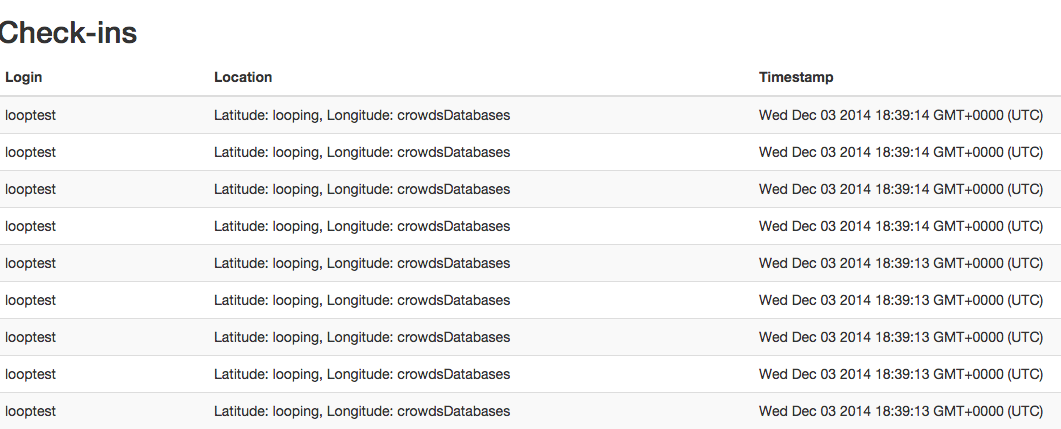 Check-ins
Login Location Timestamp
looptest Latitude: looping, Longitude: crowdsDatabases Wed Dec 03 2014 18:39:14 GMT+0000 (UTC)
looptest Latitude: looping, Longitude: crowdsDatabases Wed Dec 03 2014 18:39:14 GMT+0000 (UTC)
looptest Latitude: looping, Longitude: crowdsDatabases Wed Dec 03 2014 18:39:14 GMT+0000 (UTC)
looptest Latitude: looping, Longitude: crowdsDatabases Wed Dec 03 2014 18:39:14 GMT+0000 (UTC)
looptest Latitude: looping, Longitude: crowdsDatabases Wed Dec 03 2014 18:39:13 GMT+0000 (UTC)
looptest Latitude: looping, Longitude: crowdsDatabases Wed Dec 03 2014 18:39:13 GMT+0000 (UTC)
looptest Latitude: looping, Longitude: crowdsDatabases Wed Dec 03 2014 18:39:13 GMT+0000 (UTC)
looptest Latitude: looping, Longitude: crowdsDatabases Wed Dec 03 2014 18:39:13 GMT+0000 (UTC)
looptest Latitude: looping, Longitude: crowdsDatabases Wed Dec 03 2014 18:39:13 GMT+0000 (UTC)